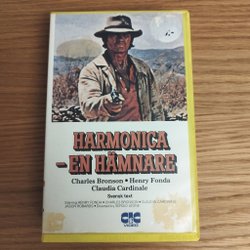 HARMONICA
– EN HÄMNARE
Charles Bronson • Henry Fonda
Claudia Cardinale
Svensk text
CIC
VIDEO